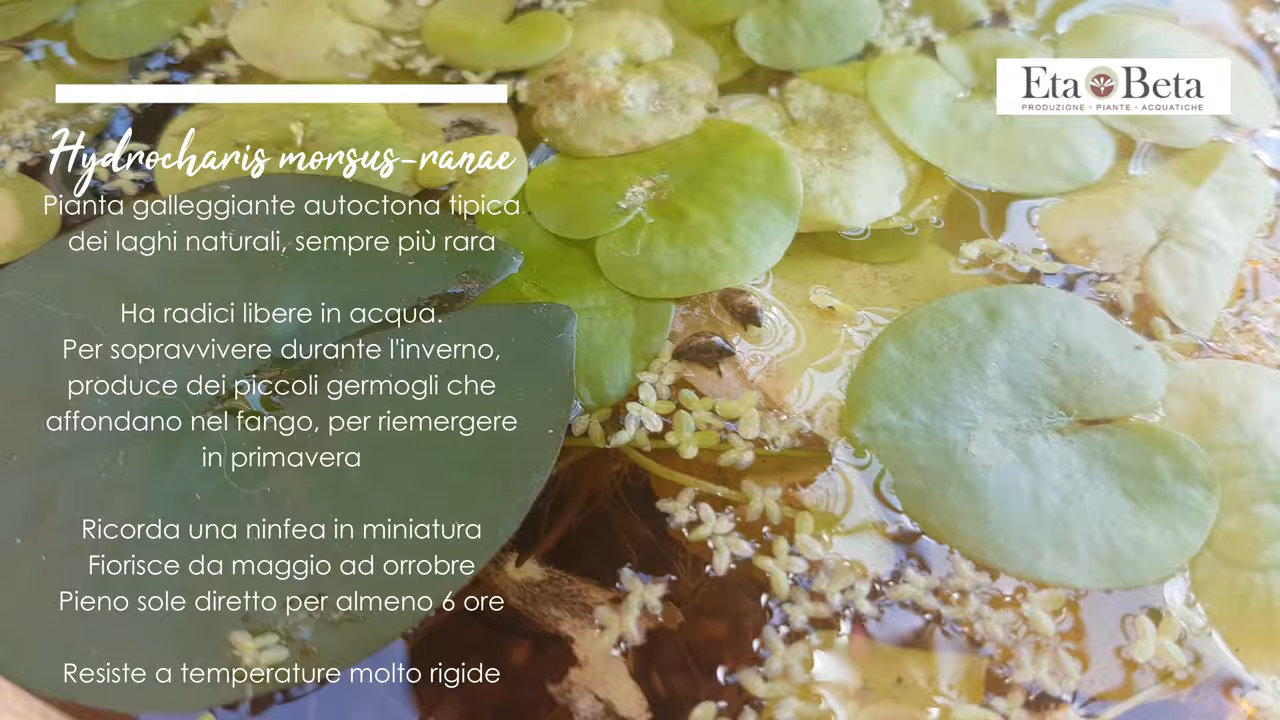 Eta Beta
PRODUZIONE • PIANTE • ACQUATICHE
Hydrocharis morsus-ranae
Pianta galleggiante autoctona tipica
dei laghi naturali, sempre più rara
Ha radici libere in acqua.
Per sopravvivere durante l'inverno,
produce dei piccoli germogli che
affondano nel fango, per riemergere
in primavera
Ricorda una ninfea in miniatura
Fiorisce da maggio ad orrobre
Pieno sole diretto per almeno 6 ore
Resiste a temperature molto rigide